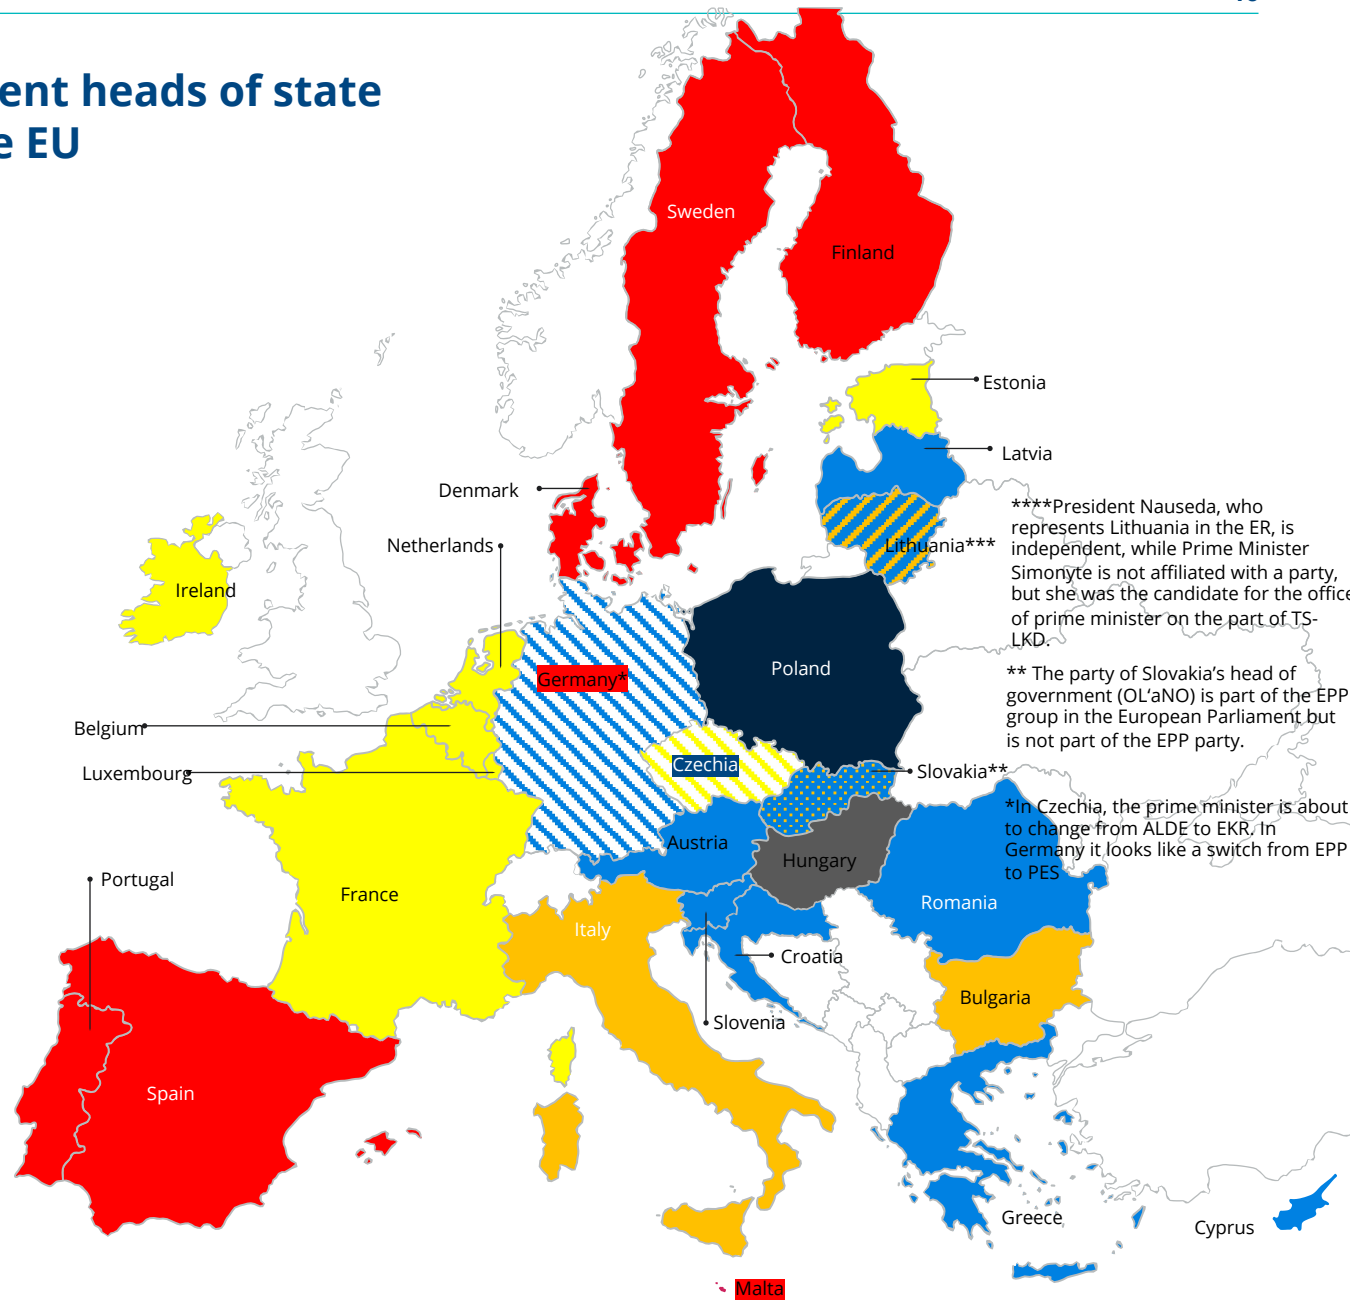 ent heads of state
e EU
Sweden
Finland
Estonia
Latvia
Denmark
Netherlands
Lithuania***
****President Nauseda, who
represents Lithuania in the ER, is
independent, while Prime Minister
Simonyte is not affiliated with a party,
but she was the candidate for the office
of prime minister on the part of TS-
LKD.
Ireland
Germany*
Poland
** The party of Slovakia’s head of
government (OL’aNO) is part of the EPP
group in the European Parliament but
is not part of the EPP party.
Belgium
Luxembourg
Czechia
Slovakia**
*In Czechia, the prime minister is about
to change from ALDE to EKR. In
Germany it looks like a switch from EPP
to PES
Austria
Hungary
Portugal
France
Romania
Italy
Croatia
Bulgaria
Slovenia
Spain
Greece
Cyprus
Malta